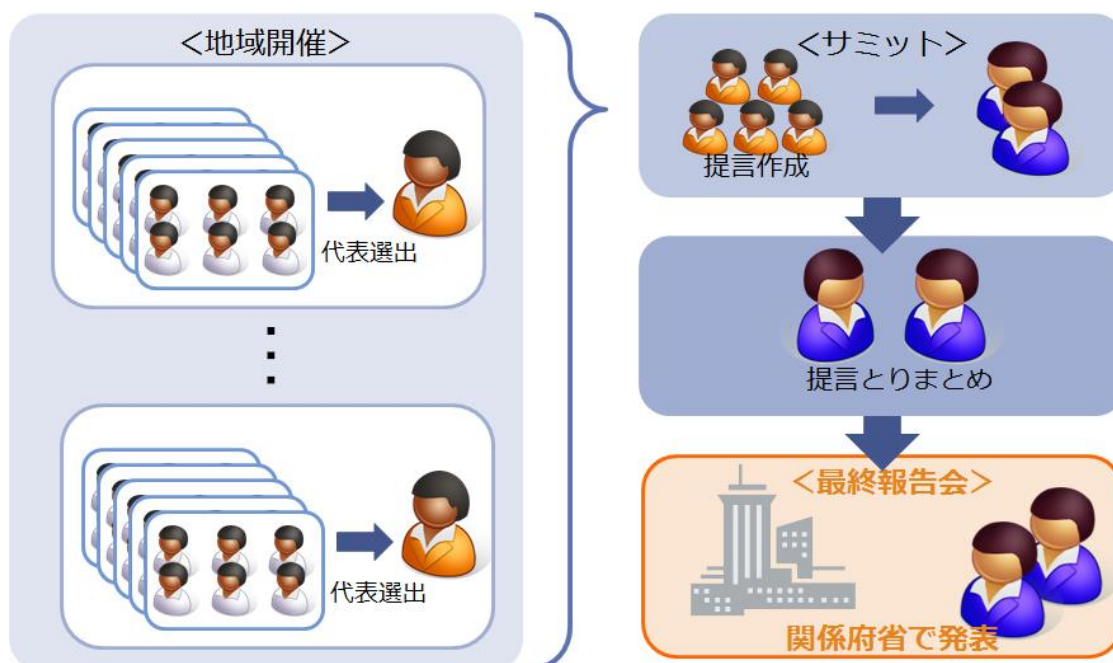 ＜地域開催＞
代表選出
代表選出
＜サミット＞
提言作成
提言とりまとめ
＜最終報告会＞
関係府省で発表